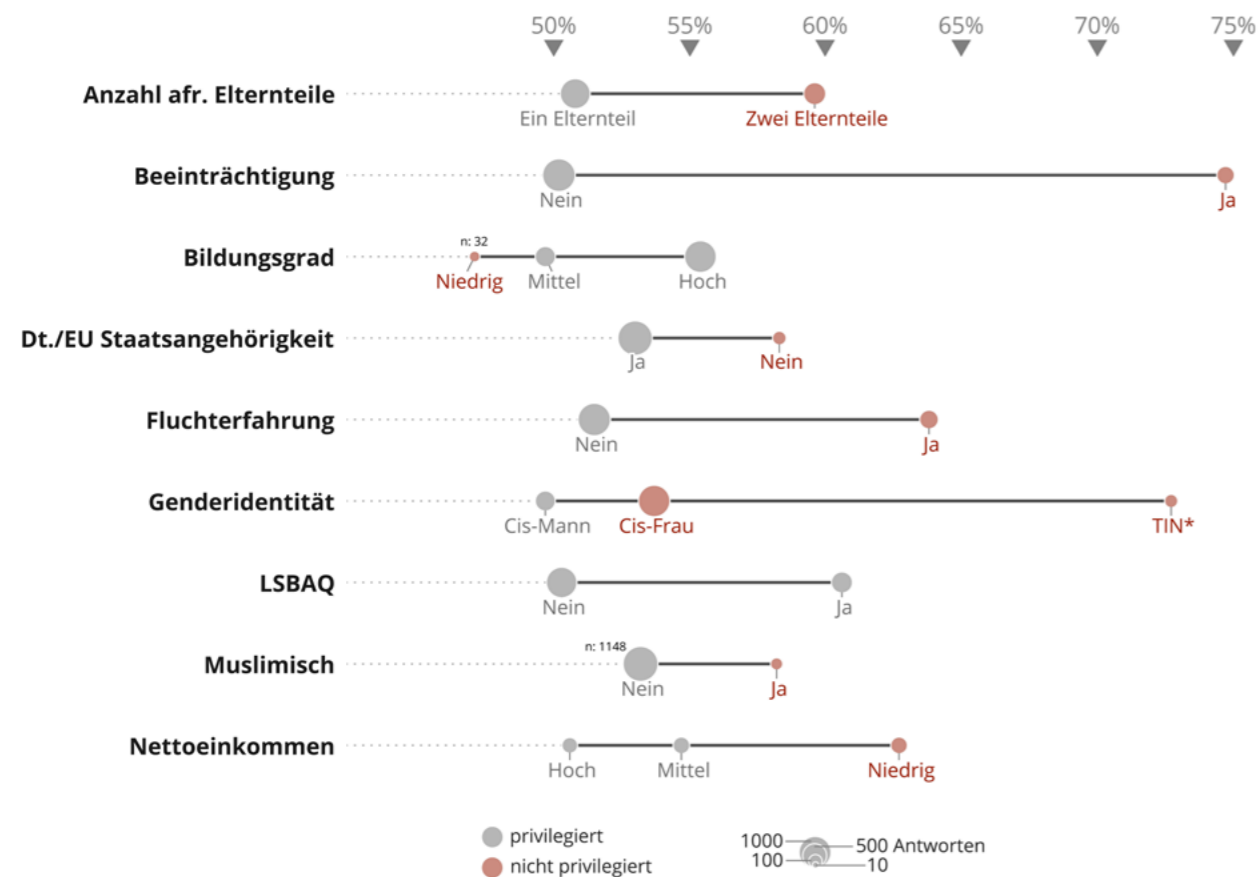 50% 55% 60% 65% 70% 75%
Anzahl afr. Elternteile
Ein Elternteil Zwei Elternteile
Beeinträchtigung
Nein Ja
n: 32
Bildungsgrad
Niedrig Mittel Hoch
Dt./EU Staatsangehörigkeit
Ja Nein
Fluchterfahrung
Nein Ja
Genderidentität
Cis-Mann Cis-Frau TIN*
LSBAQ
Nein Ja
n: 1148
Muslimisch
Nein Ja
Nettoeinkommen
Hoch Mittel Niedrig
privilegiert
nicht privilegiert
1000 500 Antworten
100 10